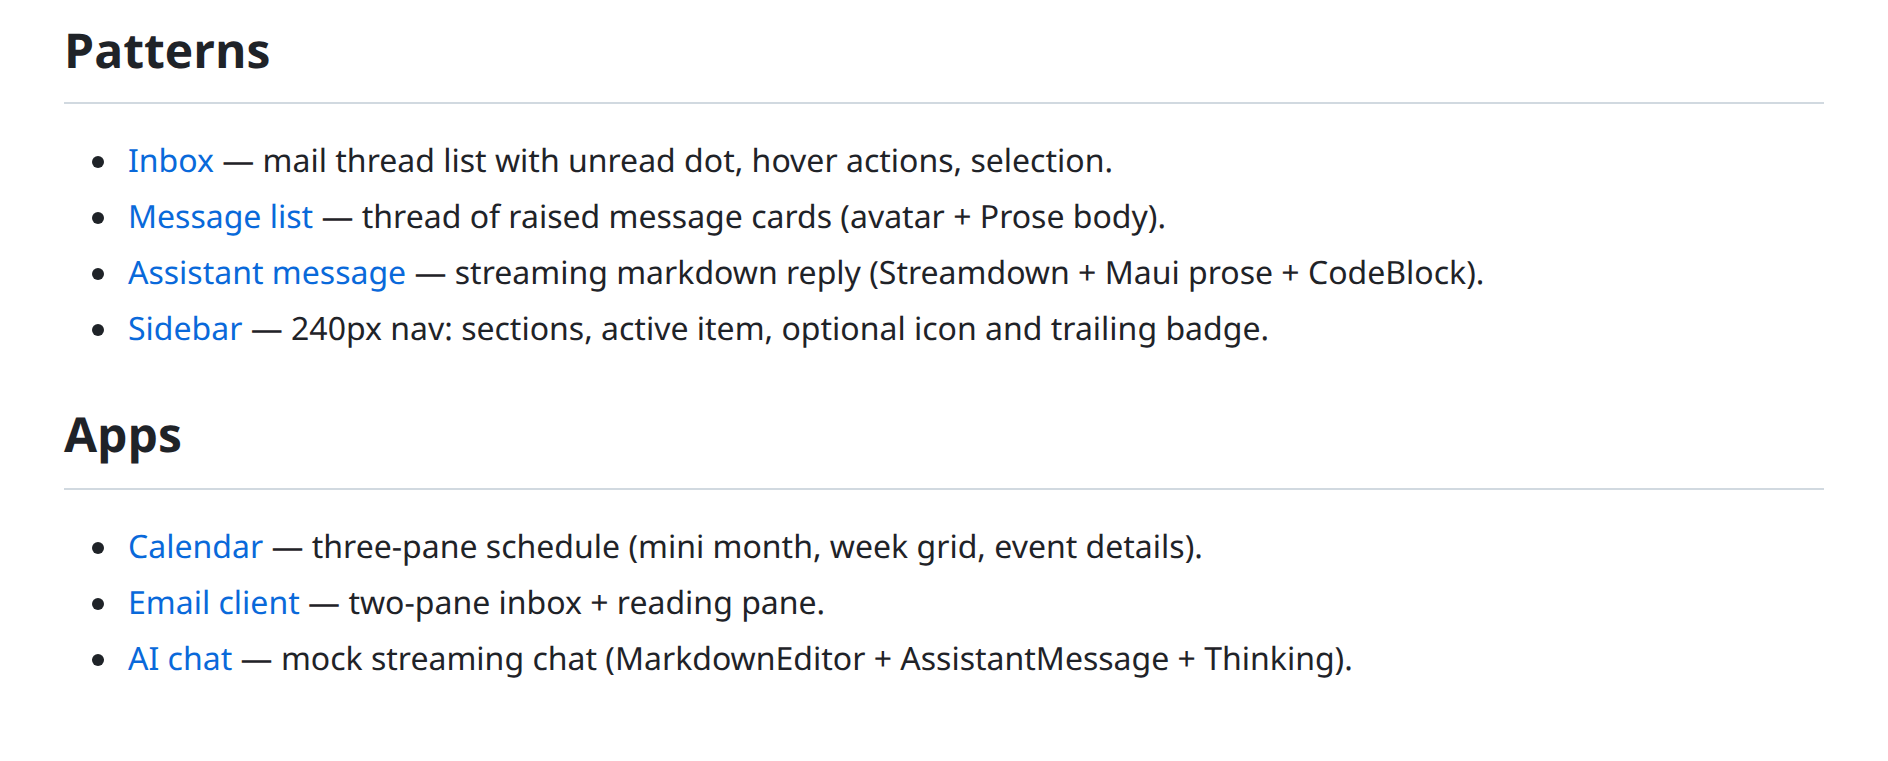 Patterns
Inbox — mail thread list with unread dot, hover actions, selection.
Message list — thread of raised message cards (avatar + Prose body).
Assistant message — streaming markdown reply (Streamdown + Maui prose + CodeBlock).
Sidebar — 240px nav: sections, active item, optional icon and trailing badge.
Apps
Calendar — three-pane schedule (mini month, week grid, event details).
Email client — two-pane inbox + reading pane.
AI chat — mock streaming chat (MarkdownEditor + AssistantMessage + Thinking).